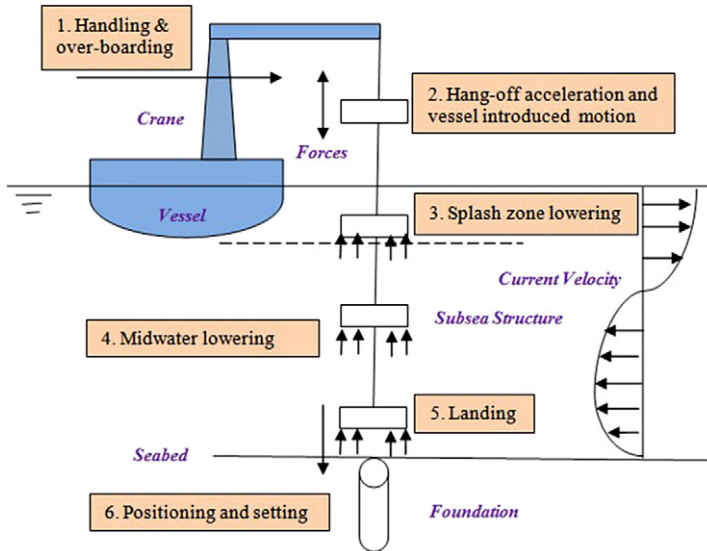 1. Handling &
over-boarding
2. Hang-off acceleration and
vessel introduced motion
Crane
Forces
Vessel
3. Splash zone lowering
Current Velocity
Subsea Structure
4. Midwater lowering
5. Landing
Seabed
6. Positioning and setting
Foundation